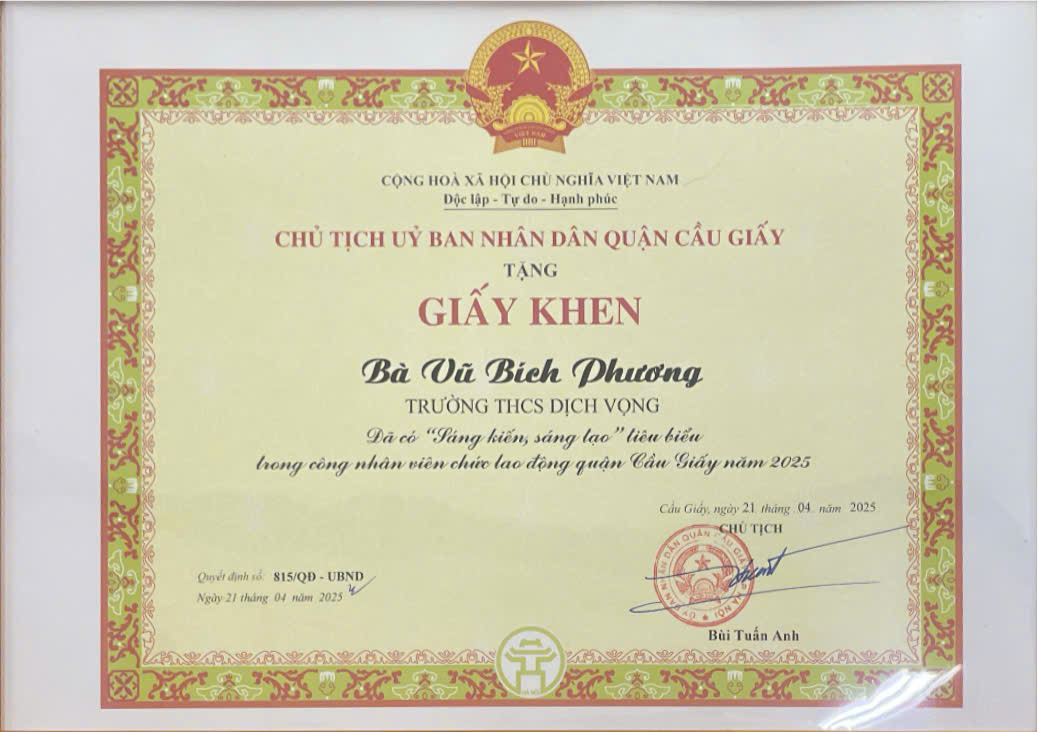 VIỆT NAM
CỘNG HOÀ XÃ HỘI CHỦ NGHĨA VIỆT NAM
Độc lập - Tự do - Hạnh phúc
CHỦ TỊCH UỶ BAN NHÂN DÂN QUẬN CẦU GIẤY
TẶNG
GIẤY KHEN
Bà Vũ Bích Phương
TRƯỜNG THCS DỊCH VỌNG
Đã có “Sáng kiến, sáng tạo” tiêu biểu
trong công nhân viên chức lao động quận Cầu Giấy năm 2025
Cầu Giấy, ngày 21 tháng 04 năm 2025
CHỦ TỊCH
Quyết định số: 815/QĐ - UBND
Ngày 21 tháng 04 năm 2025
Bùi Tuấn Anh
HÀ NỘI